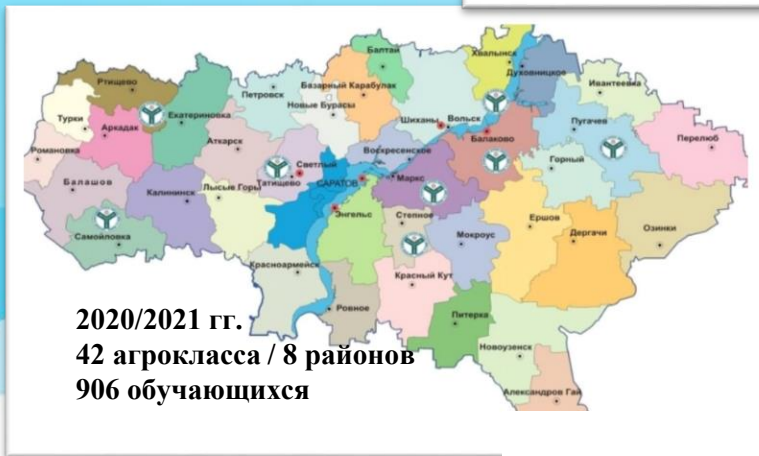 Балтай
Хвалынск
Духовницкое
Ртищево
Базарный Карабулак
Ивантеевка
Петровск
Турки
Екатериновка
Новые Бурасы
Шиханы
Вольск
Пугачев
Аркадак
Перелюб
Аткарск
Балаково
Романовка
Воскресенское
Светлый
Горный
Татищево
САРАТОВ
Маркс
Балашов
Калининск
Лысые Горы
Энгельс
Степное
Ершов
Озинки
Самойловка
Мокроус
Дергачи
Красноармейск
Красный Кут
Ровное
Питерка
Новоузенск
Александров Гай
2020/2021 гг.
42 агрокласса / 8 районов
906 обучающихся